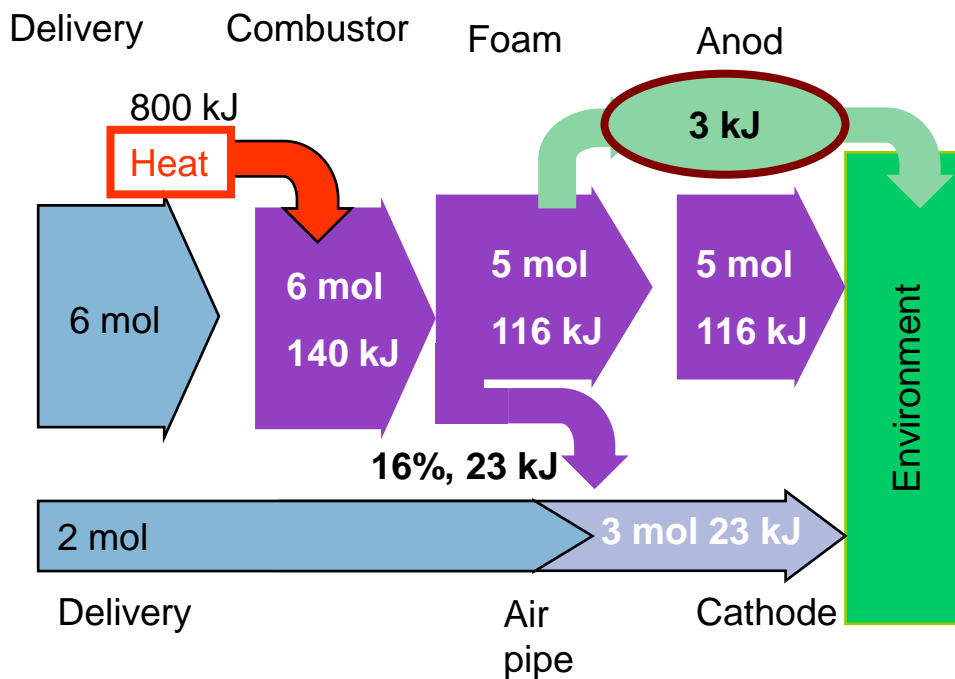 Delivery
Combustor
Foam
Anod
800 kJ
Heat
3 kJ
6 mol
6 mol
140 kJ
5 mol
116 kJ
5 mol
116 kJ
Environment
16%, 23 kJ
2 mol
3 mol 23 kJ
Delivery
Air
pipe
Cathode